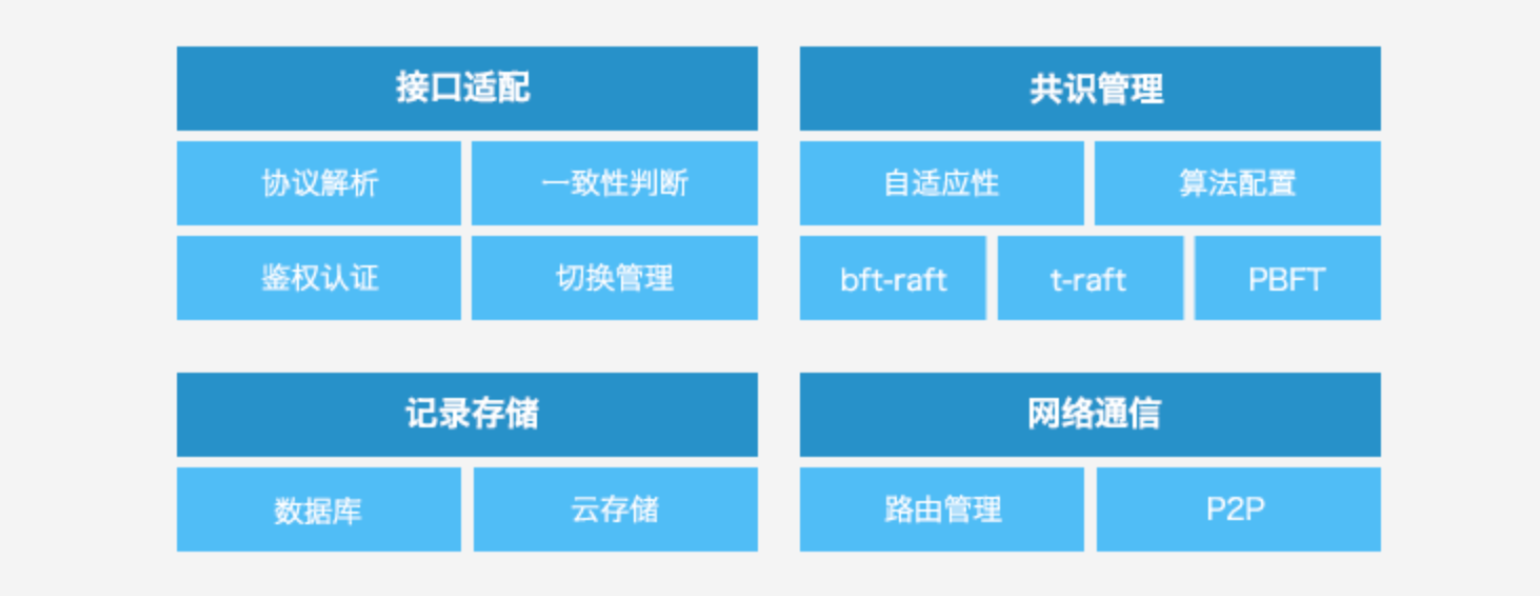 接口适配
协议解析
一致性判断
鉴权认证
切换管理
共识管理
自适应性
算法配置
bft-raft
t-raft
PBFT
记录存储
数据库
云存储
网络通信
路由管理
P2P